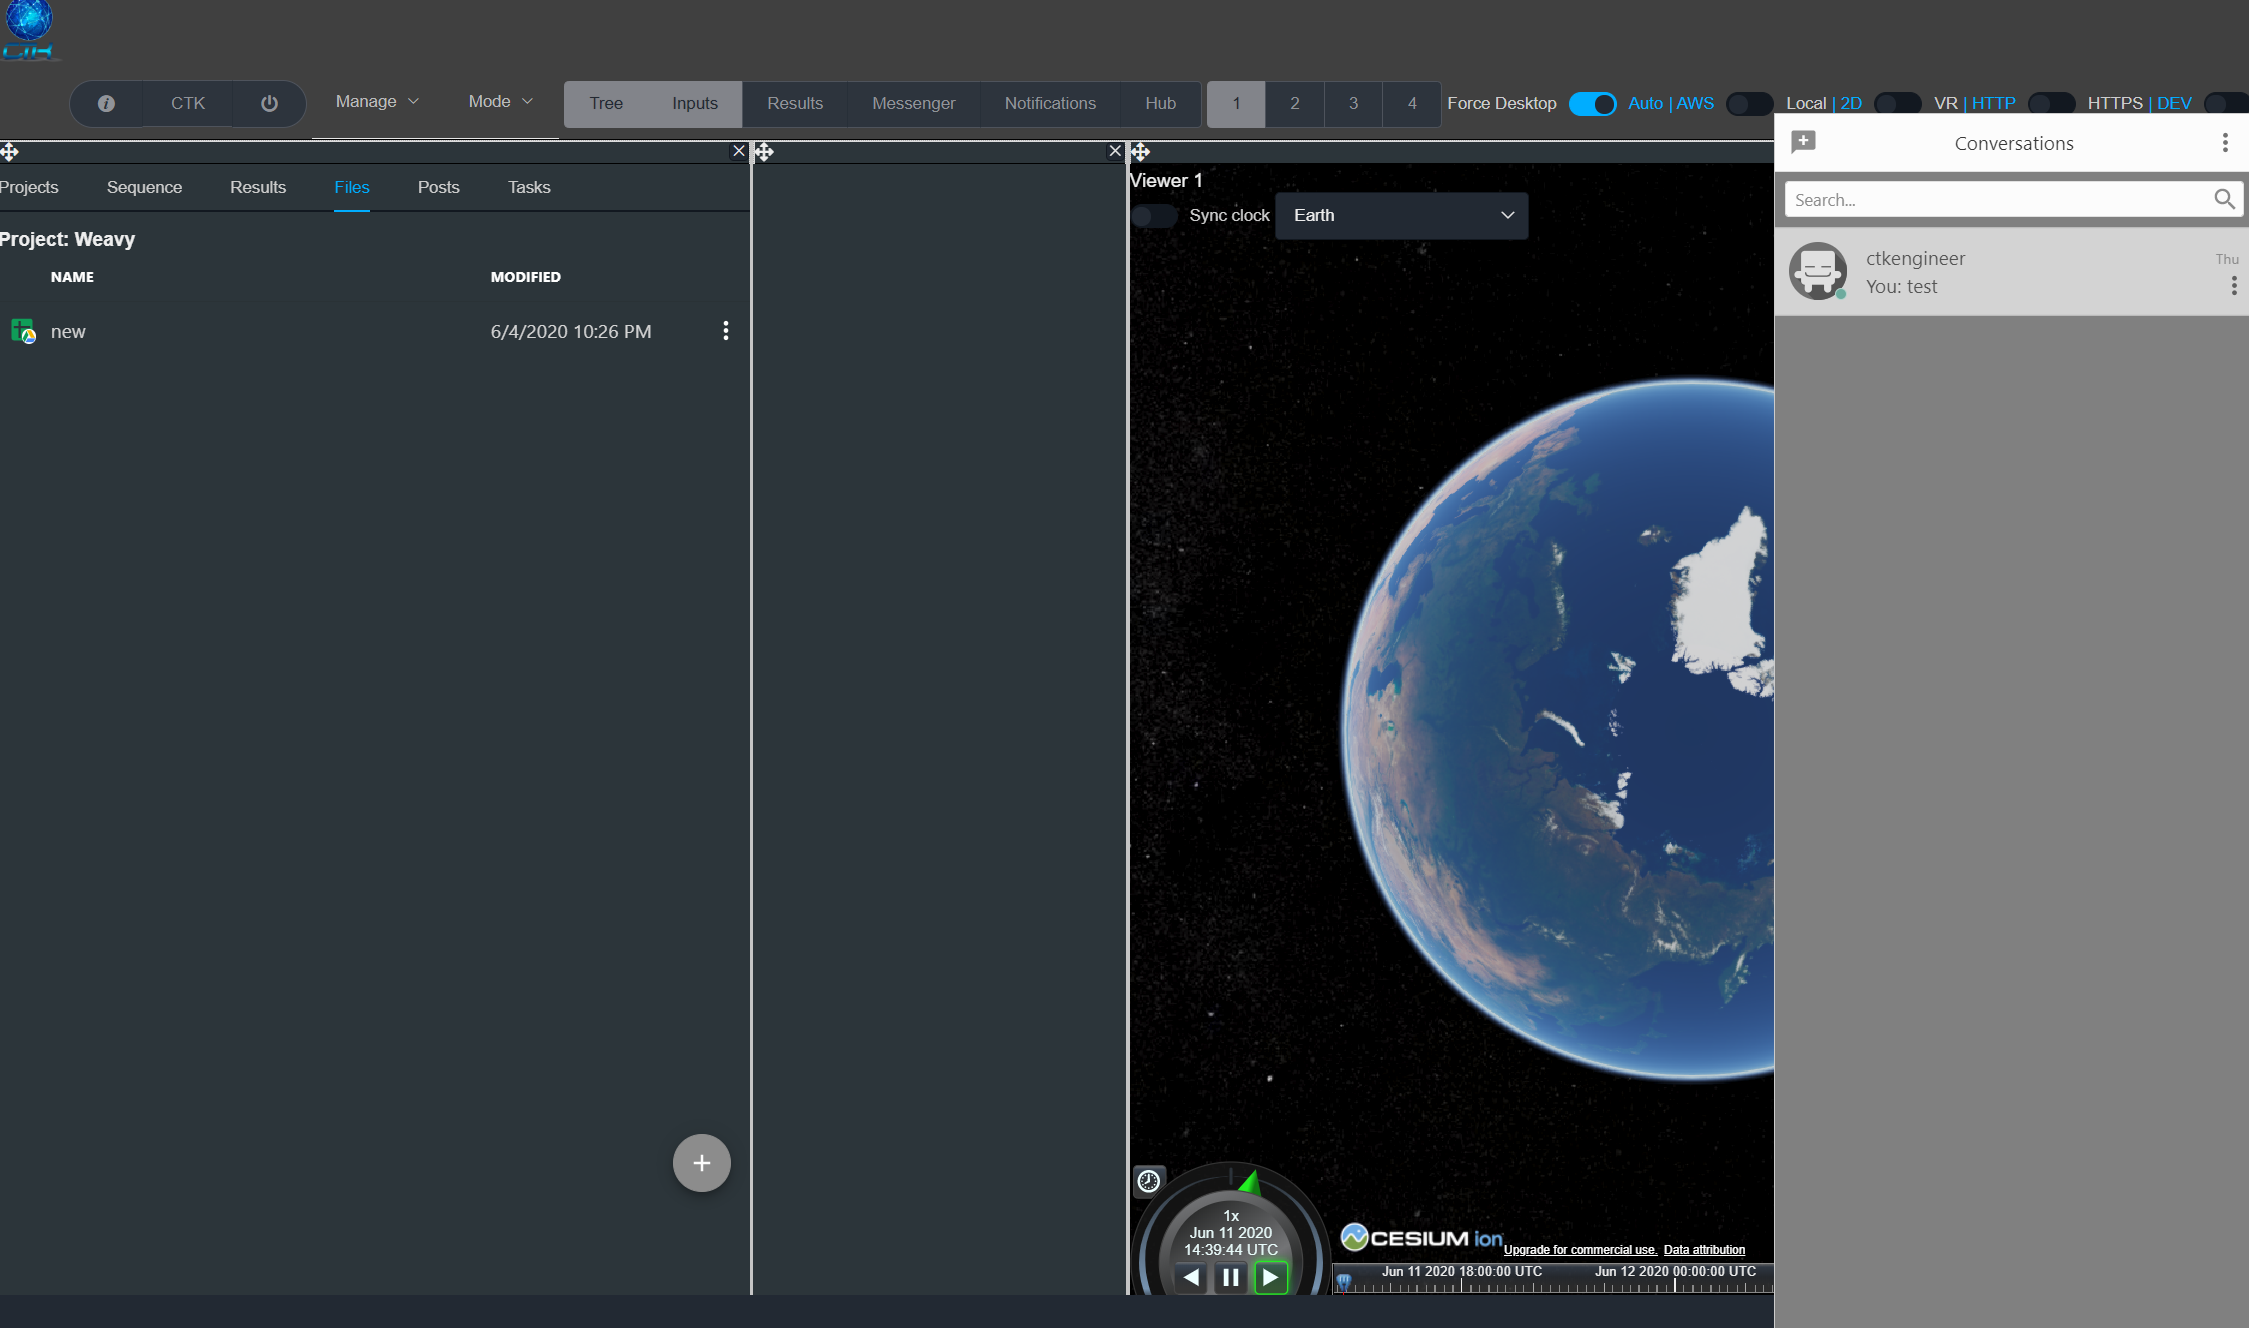 CTK
CTK
Manage
Mode
Tree
Inputs
Results
Messenger
Notifications
Hub
1
2
3
4
Force Desktop
Auto | AWS
Local | 2D
VR | HTTP
HTTPS | DEV
Projects
Sequence
Results
Files
Posts
Tasks
Project: Weavy
NAME
MODIFIED
new
6/4/2020 10:26 PM
Viewer 1
Sync clock
Earth
1x
Jun 11 2020
14:39:44 UTC
CESIUM ion
Upgrade for commercial use. Data attribution
Jun 11 2020 18:00:00 UTC
Jun 12 2020 00:00:00 UTC
Conversations
Search...
ctkengineer
Thu
You: test